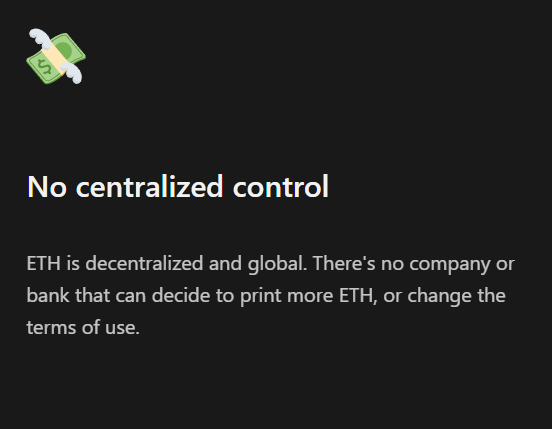 No centralized control
ETH is decentralized and global. There's no company or
bank that can decide to print more ETH, or change the
terms of use.